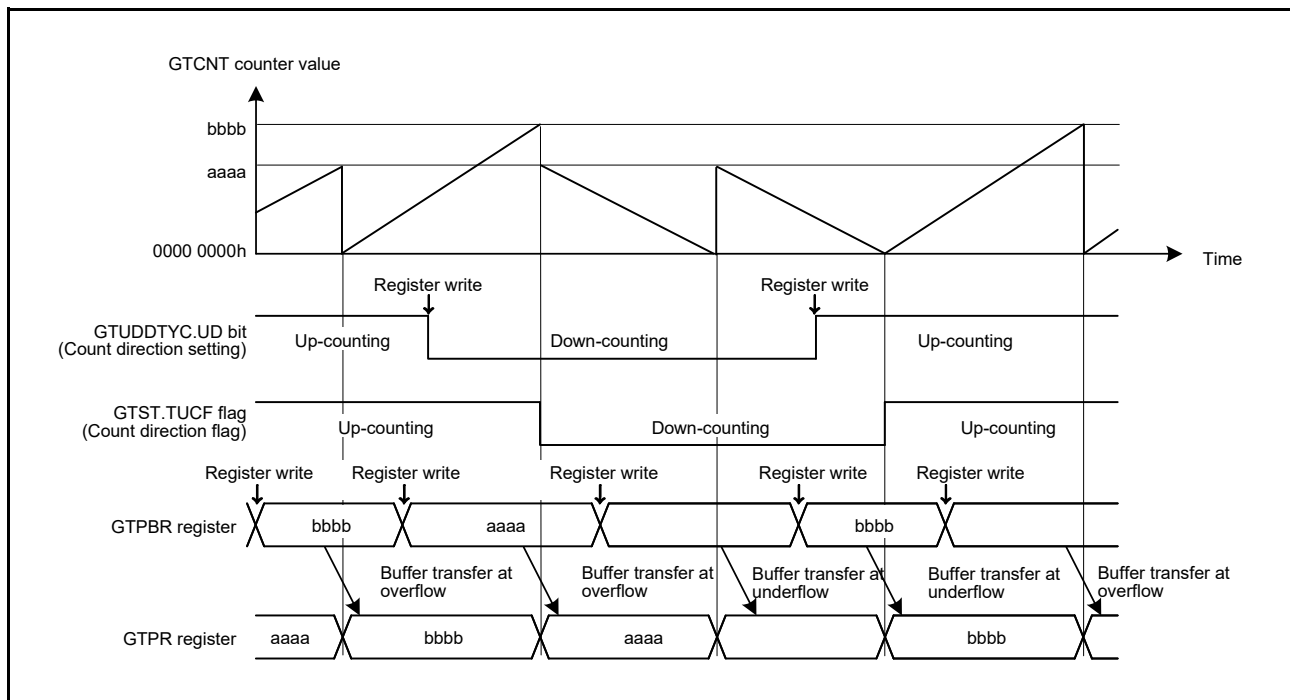 GTCNT counter value
bbbb
aaaa
0000 0000h
Time
Register write
Register write
GTUDDTYC.UD bit
(Count direction setting)
Up-counting
Down-counting
Up-counting
GTST.TUCF flag
(Count direction flag)
Up-counting
Down-counting
Up-counting
Register write
Register write
Register write
Register write
Register write
GTPBR register
bbbb
aaaa
bbbb
Buffer transfer at
overflow
Buffer transfer at
overflow
Buffer transfer at
underflow
Buffer transfer at
underflow
Buffer transfer at
overflow
GTPR register
aaaa
bbbb
aaaa
bbbb